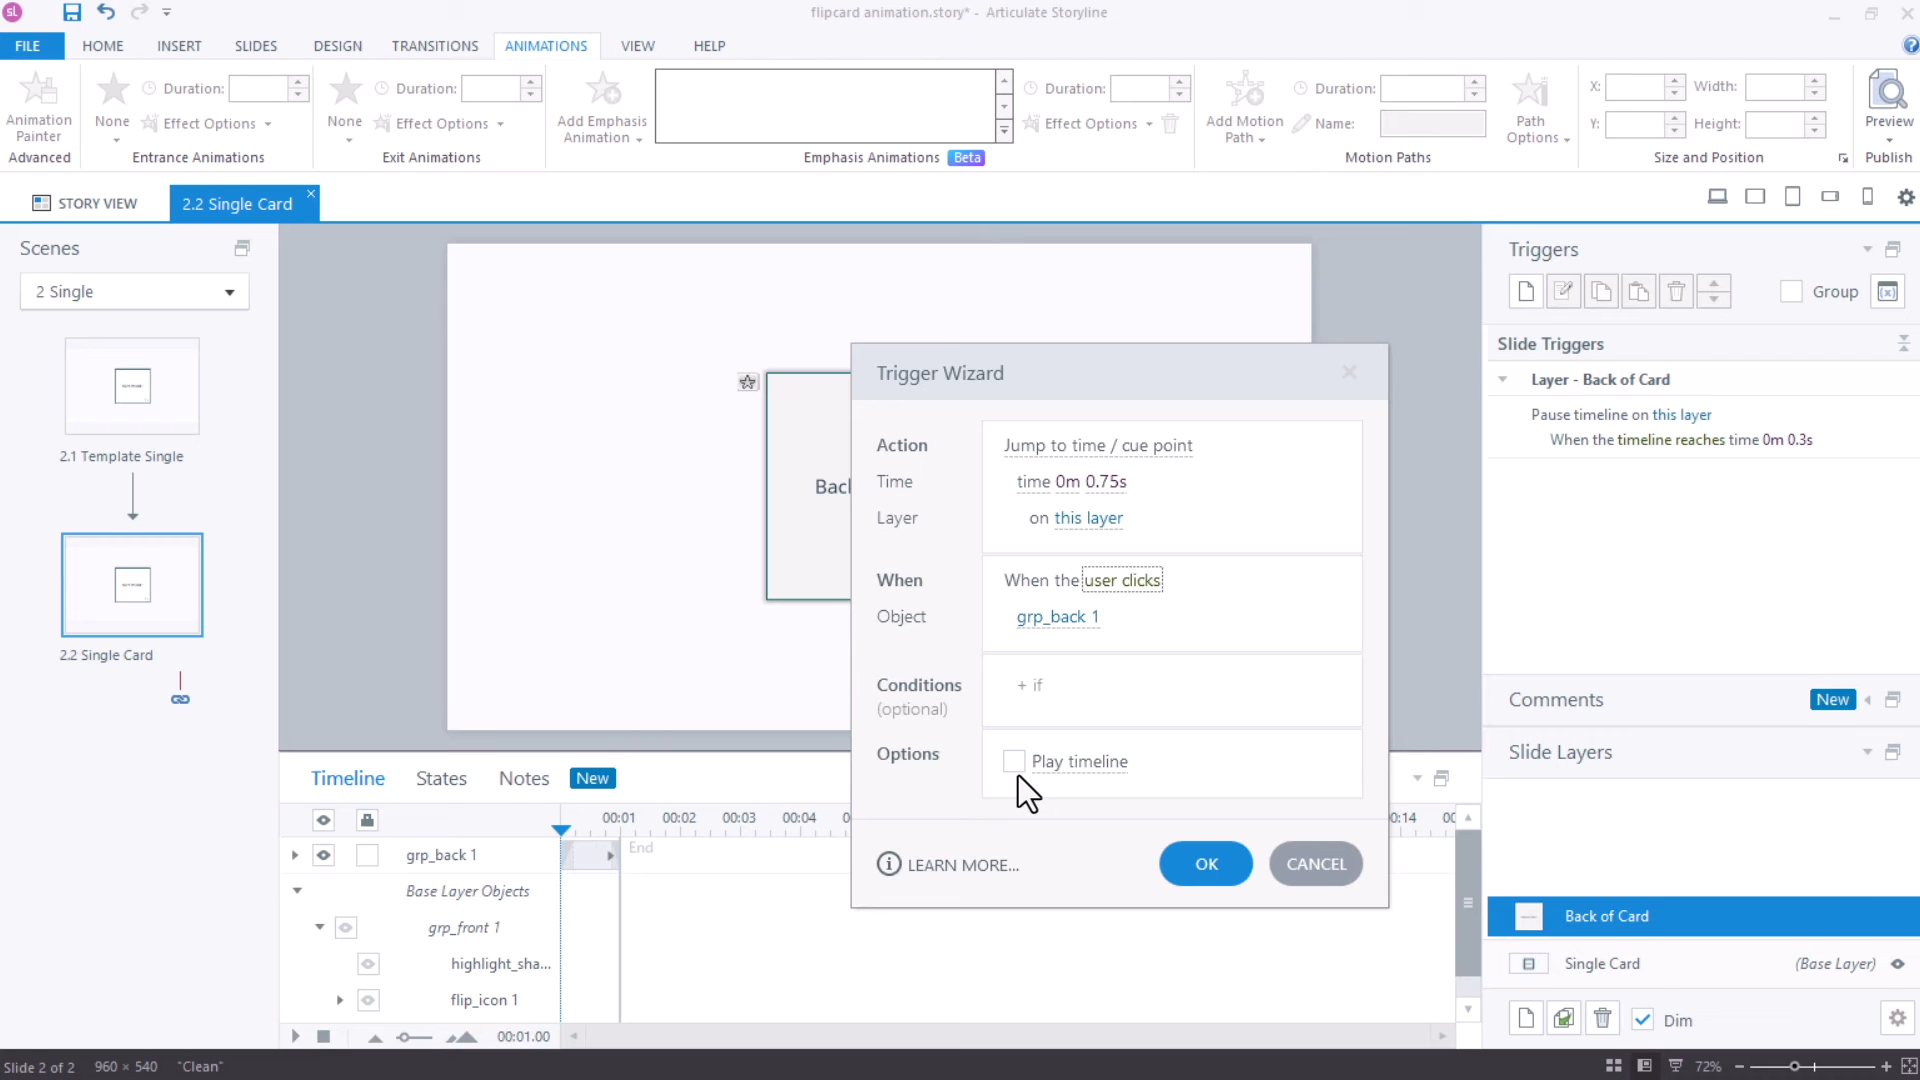 sL
flipcard animation.story* - Articulate Storyline
FILE HOME INSERT SLIDES DESIGN TRANSITIONS ANIMATIONS VIEW HELP
Animation
Painter
Advanced
None
Duration:
Effect Options
Entrance Animations
None
Duration:
Effect Options
Exit Animations
Add Emphasis
Animation
Duration:
Effect Options
Emphasis Animations Beta
Add Motion
Path
Duration:
Name:
Path
Options
Motion Paths
X: Width:
Y: Height:
Size and Position
Preview
Publish
STORY VIEW
2.2 Single Card
Scenes
2 Single
2.1 Template Single
2.2 Single Card
Back
Trigger Wizard
Action Jump to time / cue point
Time time 0m 0.75s
Layer on this layer
When When the user clicks
Object grp_back 1
Conditions + if
(optional)
Options Play timeline
LEARN MORE...
OK CANCEL
Triggers
Group
Slide Triggers
Layer - Back of Card
Pause timeline on this layer
When the timeline reaches time 0m 0.3s
Comments New
Slide Layers
Back of Card
Single Card (Base Layer)
Dim
Timeline States Notes New
00:01 00:02 00:03 00:04 0:14
grp_back 1 End
Base Layer Objects
grp_front 1
highlight_sha...
flip_icon 1
00:01.00
Slide 2 of 2 960 × 540 "Clean" 72%